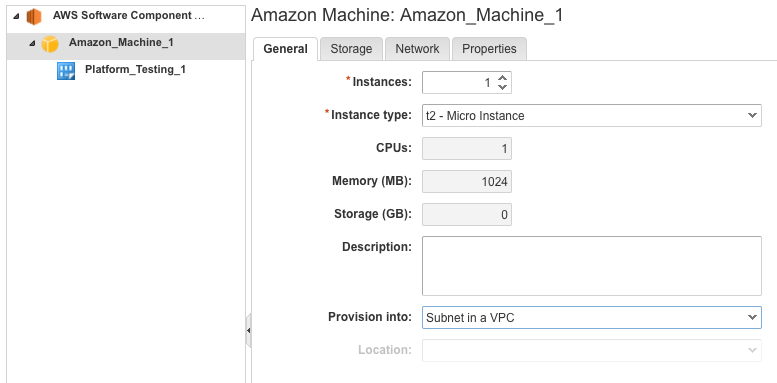 AWS Software Component ...
Amazon_Machine_1
Platform_Testing_1
Amazon Machine: Amazon_Machine_1
General Storage Network Properties
*Instances: 1
*Instance type: t2 - Micro Instance
CPUs: 1
Memory (MB): 1024
Storage (GB): 0
Description:
Provision into: Subnet in a VPC
Location: